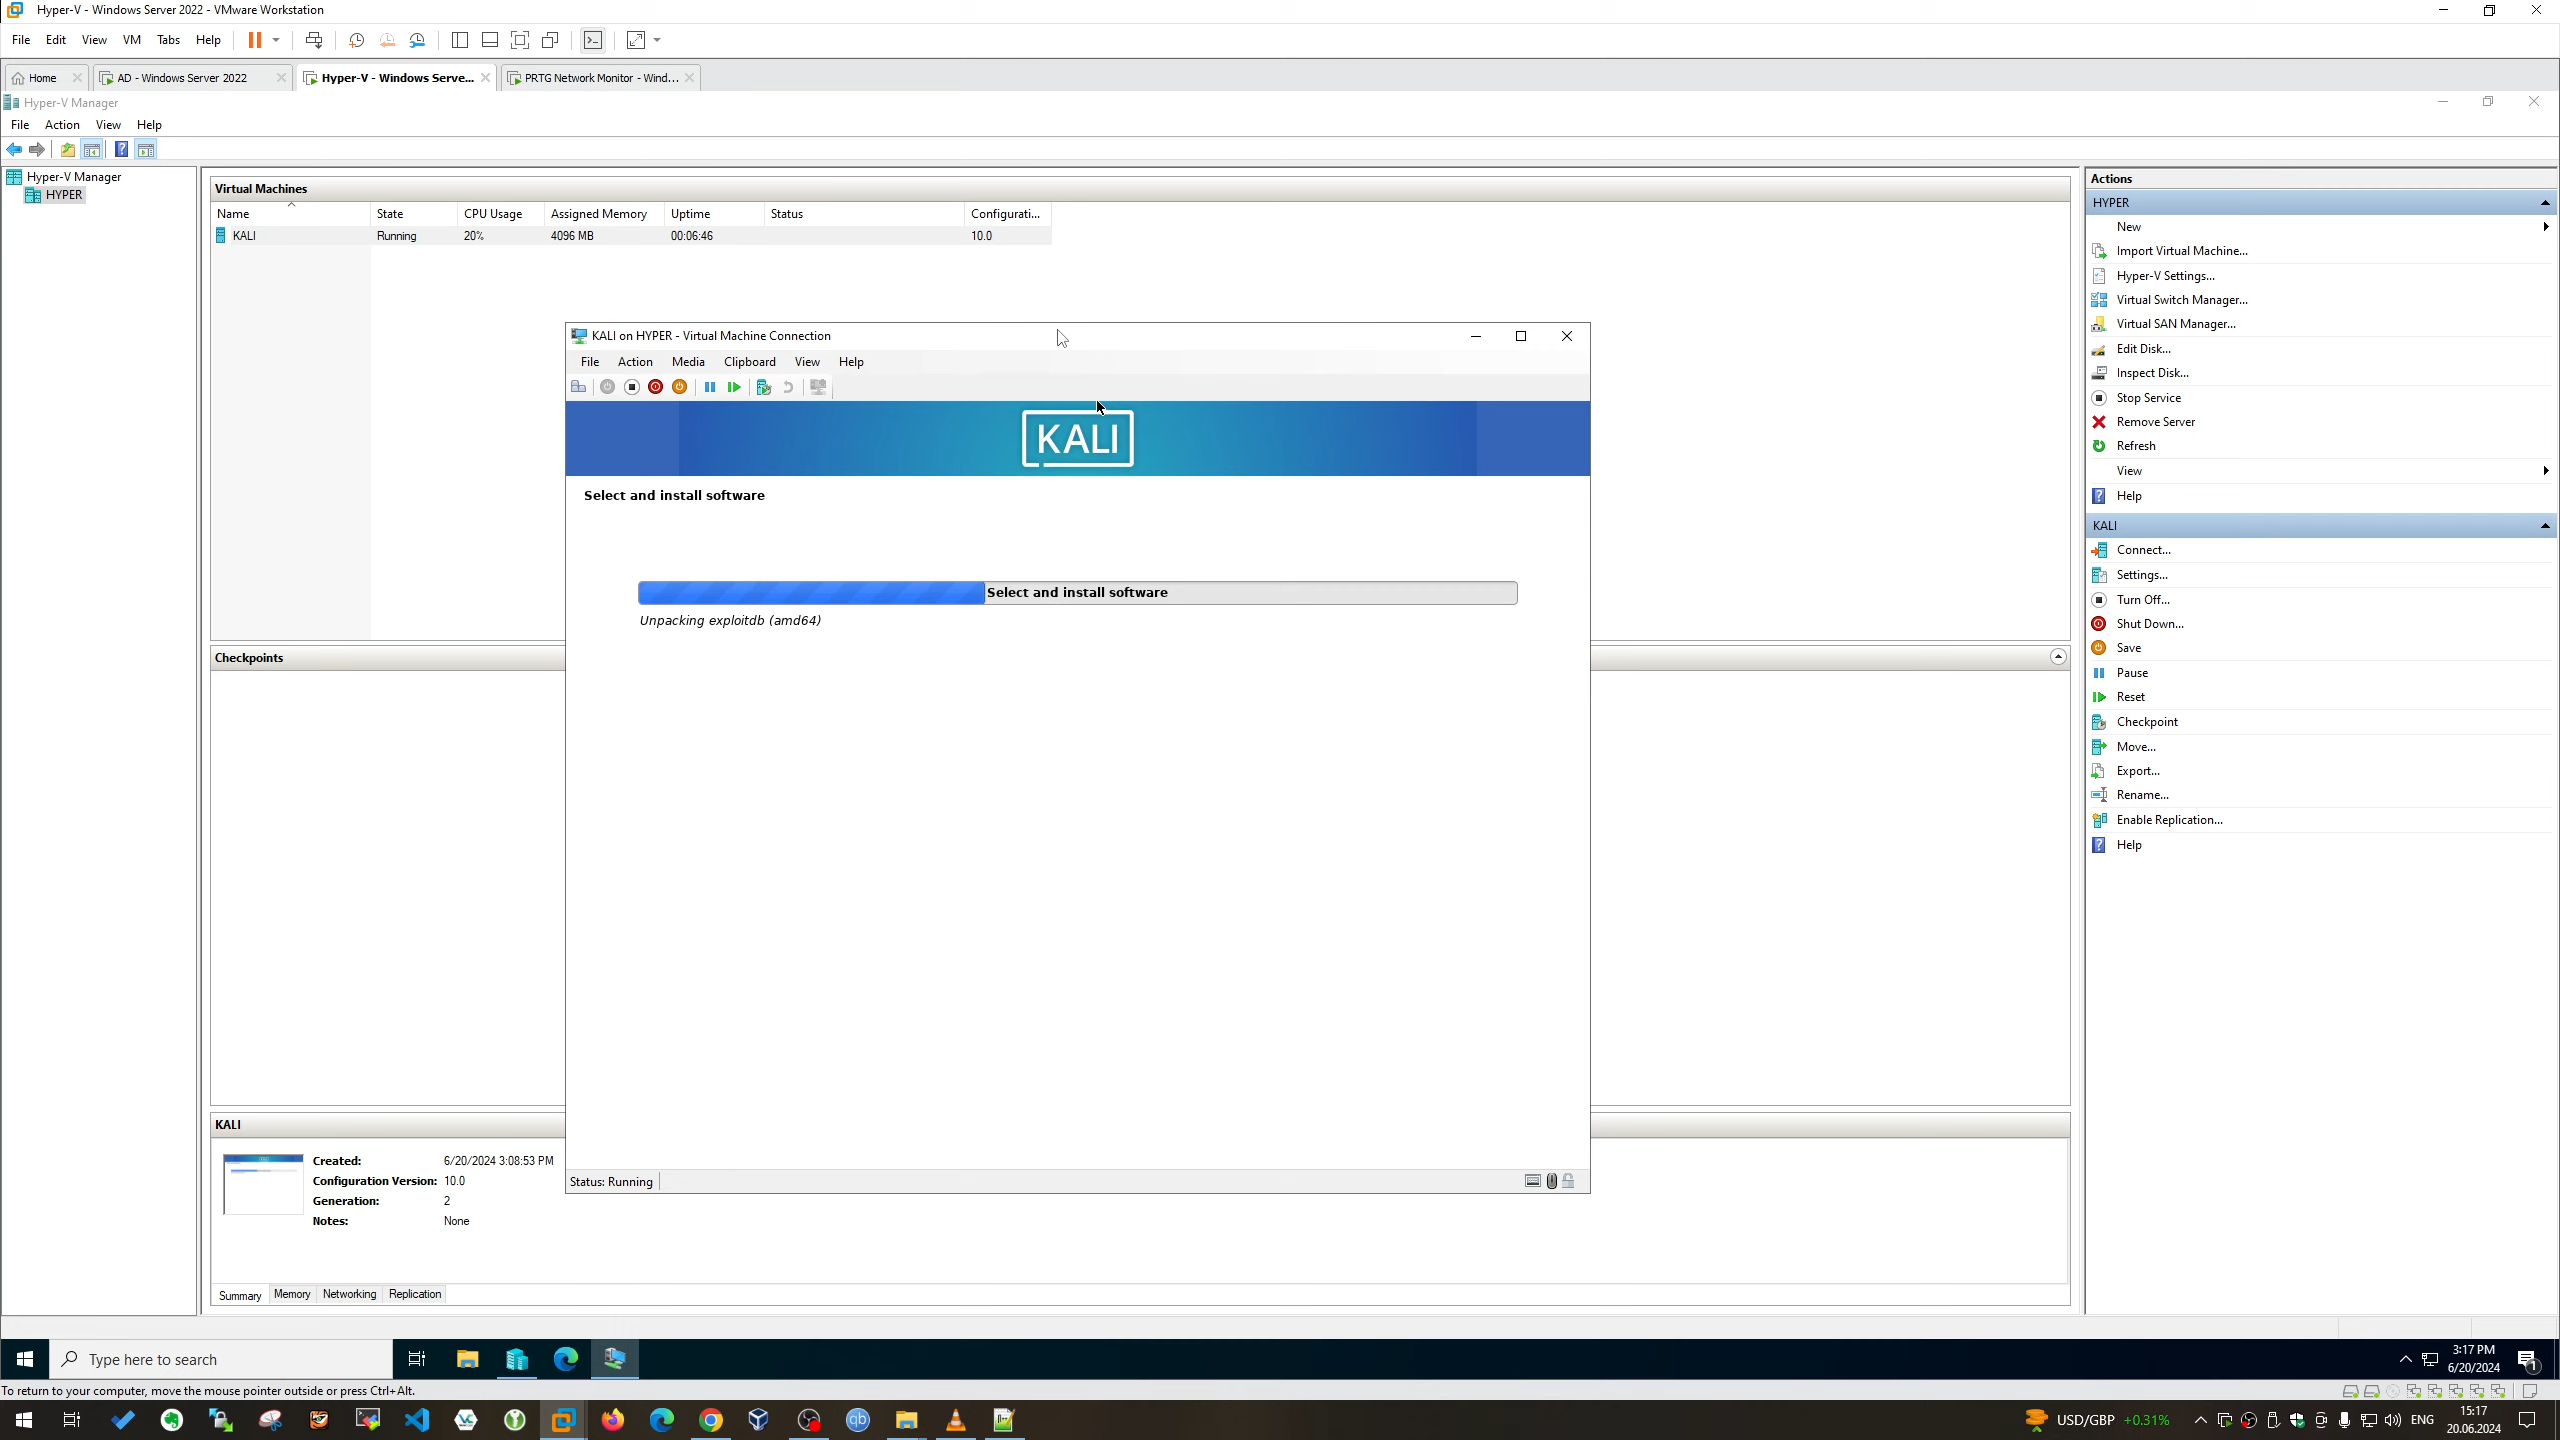 Hyper-V - Windows Server 2022 - VMware Workstation
File Edit View VM Tabs Help
Home AD - Windows Server 2022 Hyper-V - Windows Serve... PRTG Network Monitor - Wind...
Hyper-V Manager
File Action View Help
Hyper-V Manager
HYPER
Virtual Machines
Name State CPU Usage Assigned Memory Uptime Status Configurati...
KALI Running 20% 4096 MB 00:06:46 10.0
KALI on HYPER - Virtual Machine Connection
File Action Media Clipboard View Help
KALI
Select and install software
Select and install software
Unpacking exploitdb (amd64)
Status: Running
Checkpoints
KALI
Created: 6/20/2024 3:08:53 PM
Configuration Version: 10.0
Generation: 2
Notes: None
Summary Memory Networking Replication
Actions
HYPER
New
Import Virtual Machine...
Hyper-V Settings...
Virtual Switch Manager...
Virtual SAN Manager...
Edit Disk...
Inspect Disk...
Stop Service
Remove Server
Refresh
View
Help
KALI
Connect...
Settings...
Turn Off...
Shut Down...
Save
Pause
Reset
Checkpoint
Move...
Export...
Rename...
Enable Replication...
Help
Type here to search
3:17 PM
6/20/2024
1
To return to your computer, move the mouse pointer outside or press Ctrl+Alt.
qb
USD/GBP +0.31%
ENG
15:17
20.06.2024